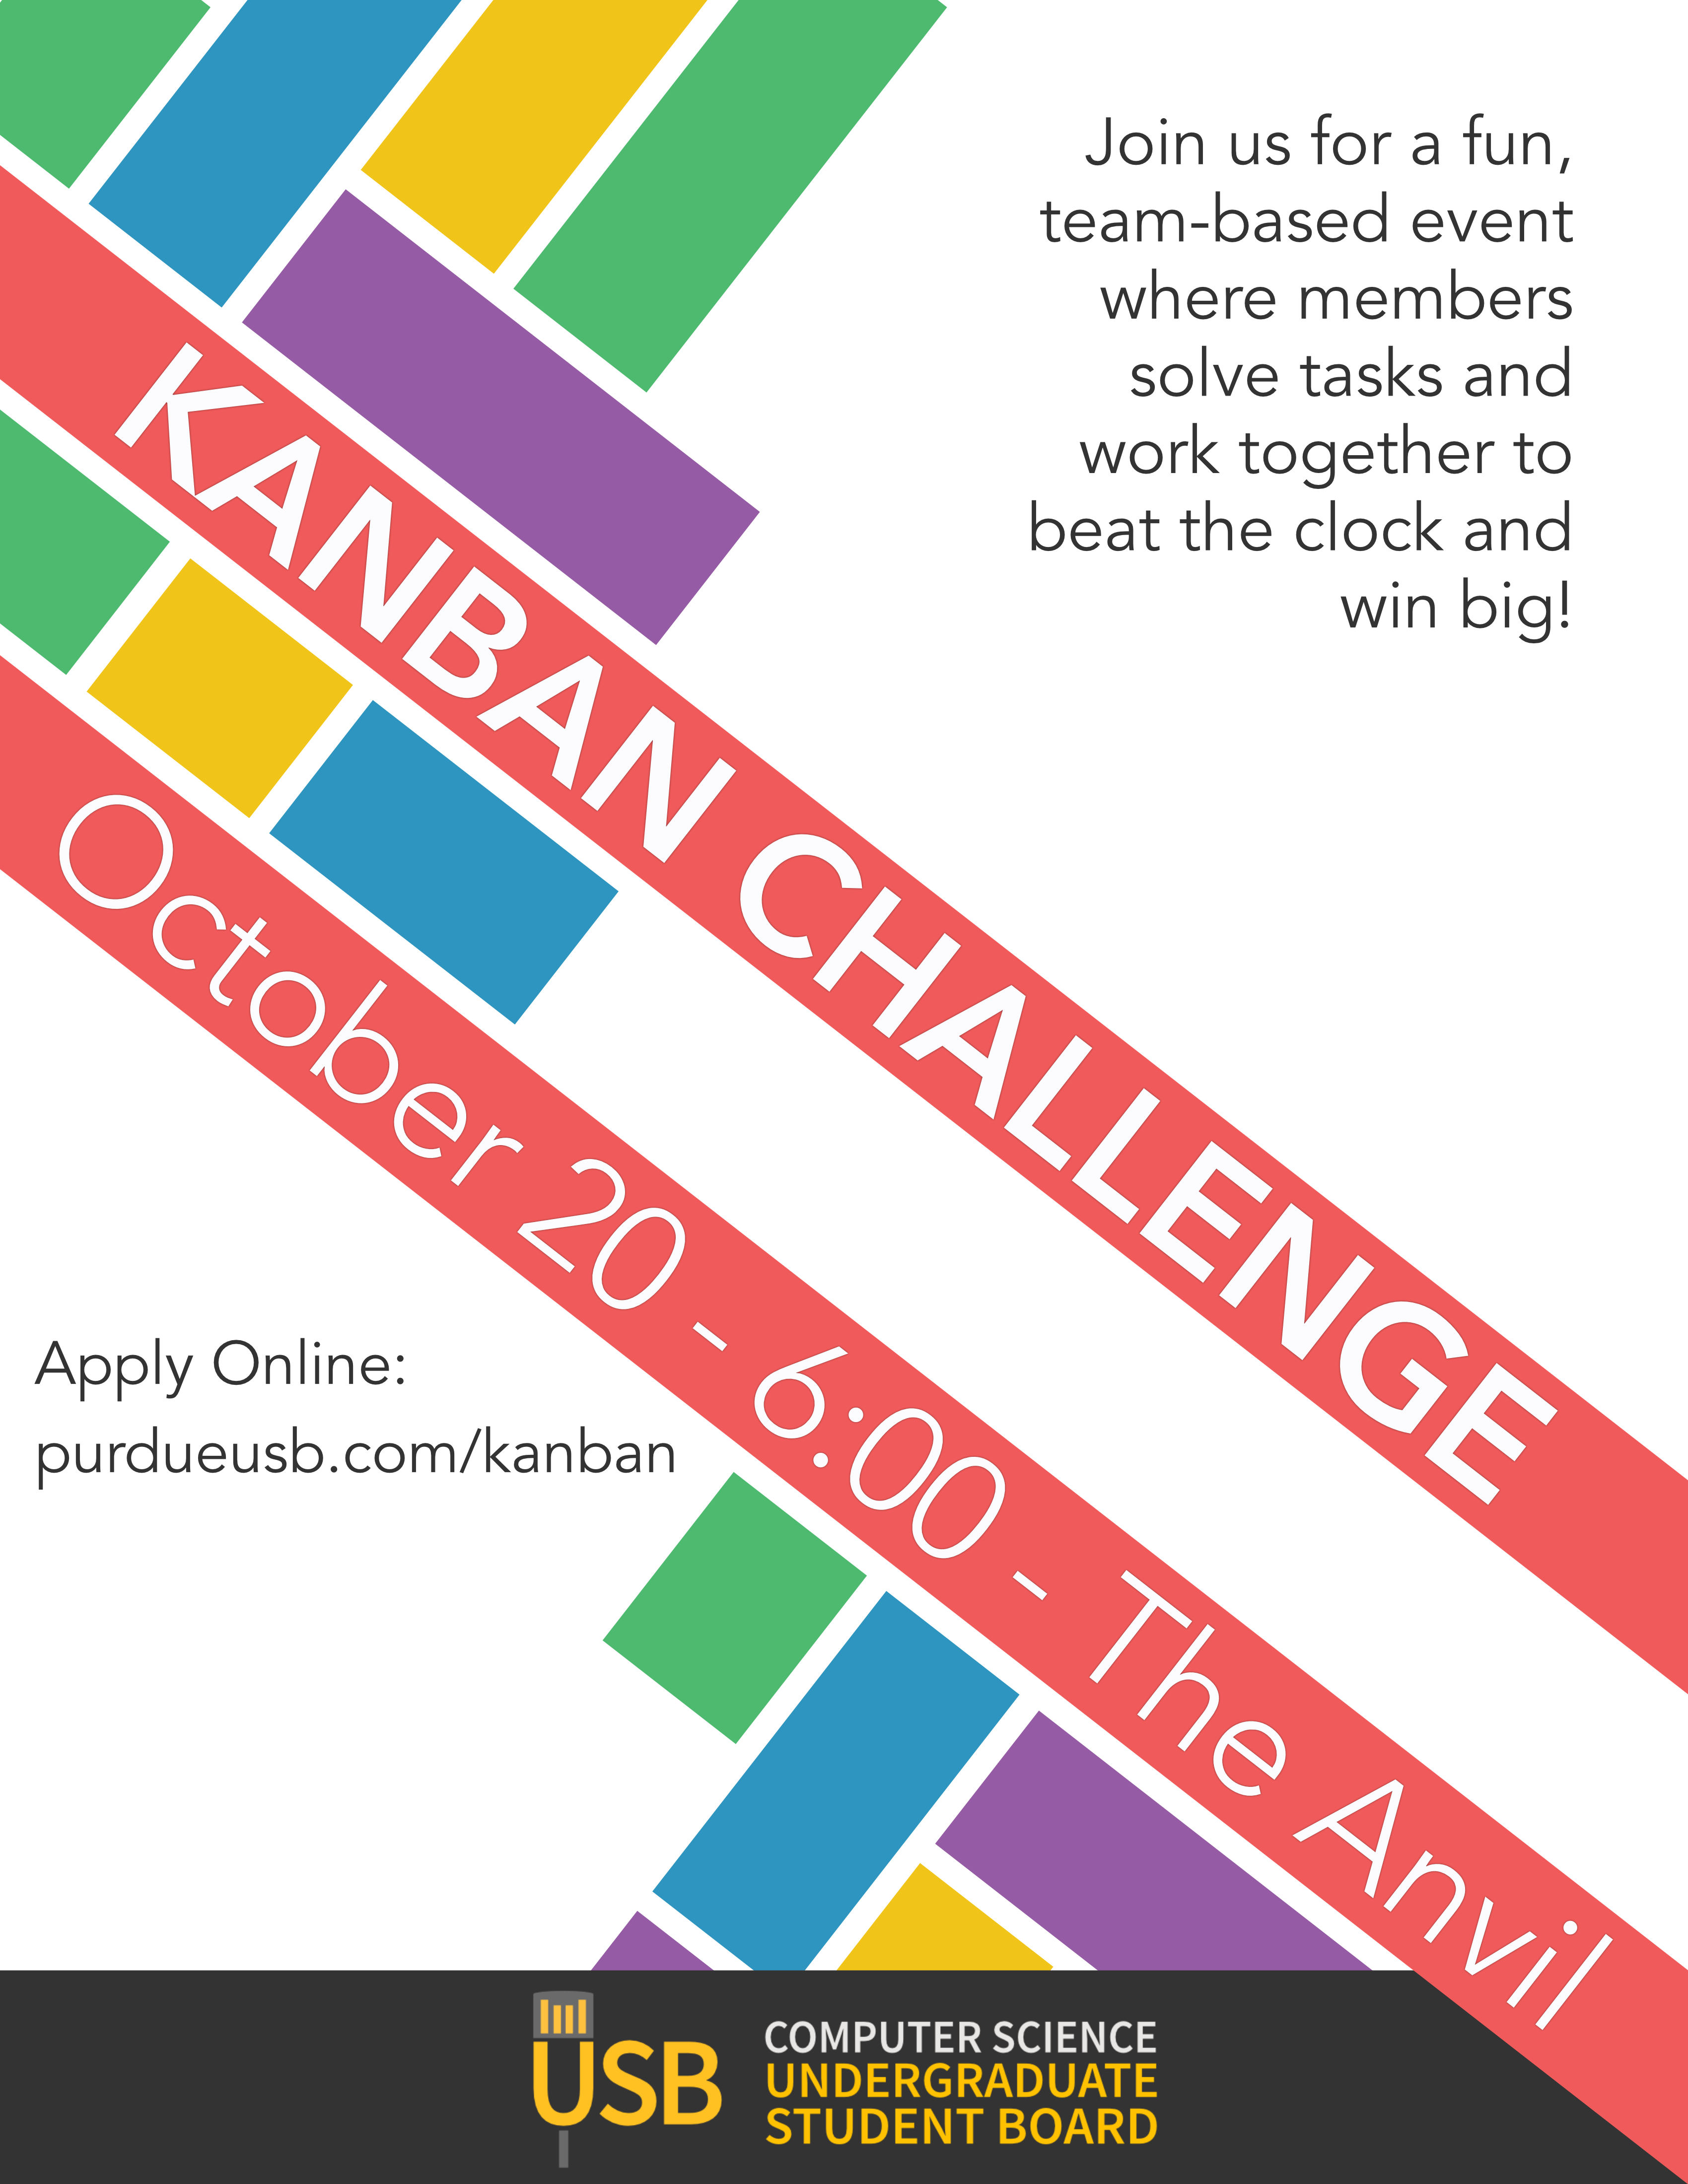 Join us for a fun,
team-based event
where members
solve tasks and
work together to
beat the clock and
win big!
KANBAN CHALLENGE
October 20 - 6:00 - The Anvil
Apply Online:
purdueusb.com/kanban
USB
COMPUTER SCIENCE
UNDERGRADUATE
STUDENT BOARD